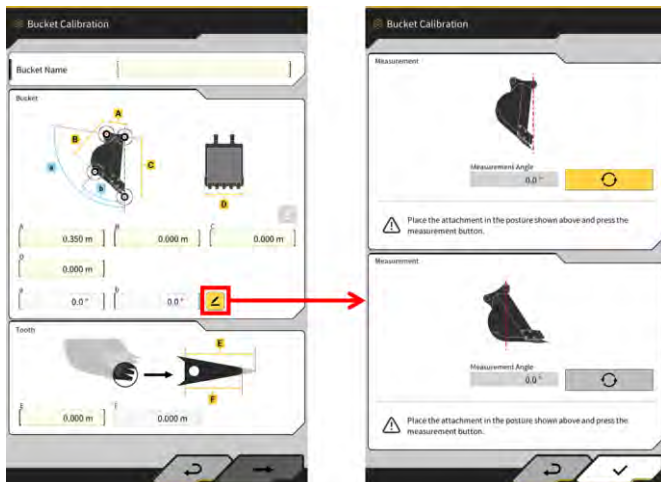 Bucket Calibration
Bucket Name
Bucket
A
B
C
a
b
D
A
0.350 m
B
0.000 m
C
0.000 m
D
0.000 m
a
0.0 °
b
0.0 °
Tooth
E
F
E
0.000 m
F
0.000 m
Bucket Calibration
Measurement
Measurement Angle
0.0 °
Place the attachment in the posture shown above and press the
measurement button.
Measurement
Measurement Angle
0.0 °
Place the attachment in the posture shown above and press the
measurement button.